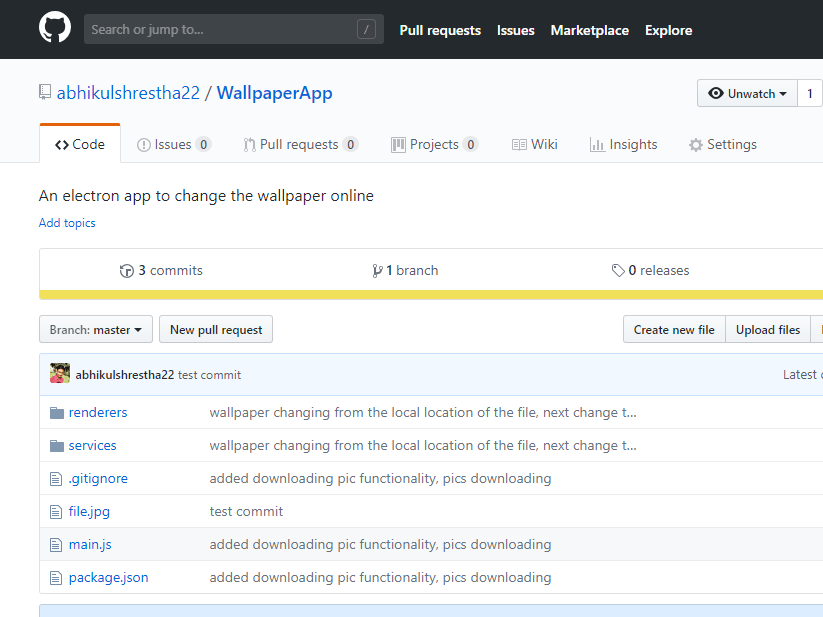 Search or jump to... / Pull requests Issues Marketplace Explore
abhikulshrestha22 / WallpaperApp Unwatch 1
Code Issues 0 Pull requests 0 Projects 0 Wiki Insights Settings
An electron app to change the wallpaper online
Add topics
3 commits 1 branch 0 releases
Branch: master New pull request Create new file Upload files
abhikulshrestha22 test commit Latest
renderers wallpaper changing from the local location of the file, next change t...
services wallpaper changing from the local location of the file, next change t...
.gitignore added downloading pic functionality, pics downloading
file.jpg test commit
main.js added downloading pic functionality, pics downloading
package.json added downloading pic functionality, pics downloading